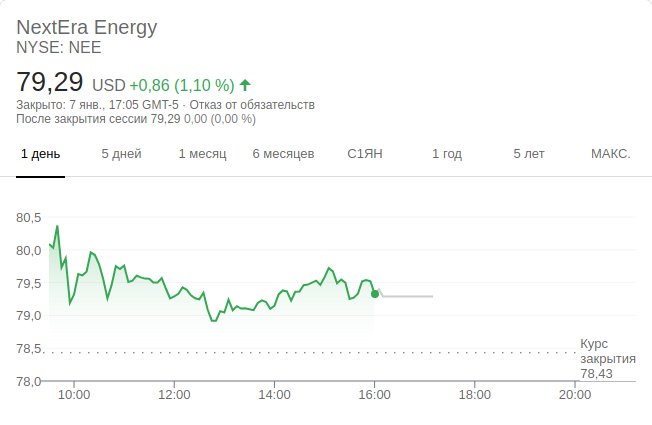 NextEra Energy
NYSE: NEE
79,29 USD +0,86 (1,10 %)
Закрыто: 7 янв., 17:05 GMT-5 · Отказ от обязательств
После закрытия сессии 79,29 0,00 (0,00 %)
1 день 5 дней 1 месяц 6 месяцев С1ЯН 1 год 5 лет МАКС.
80,5
80,0
79,5
79,0
78,5
Курс
закрытия
78,43
78,0
10:00 12:00 14:00 16:00 18:00 20:00